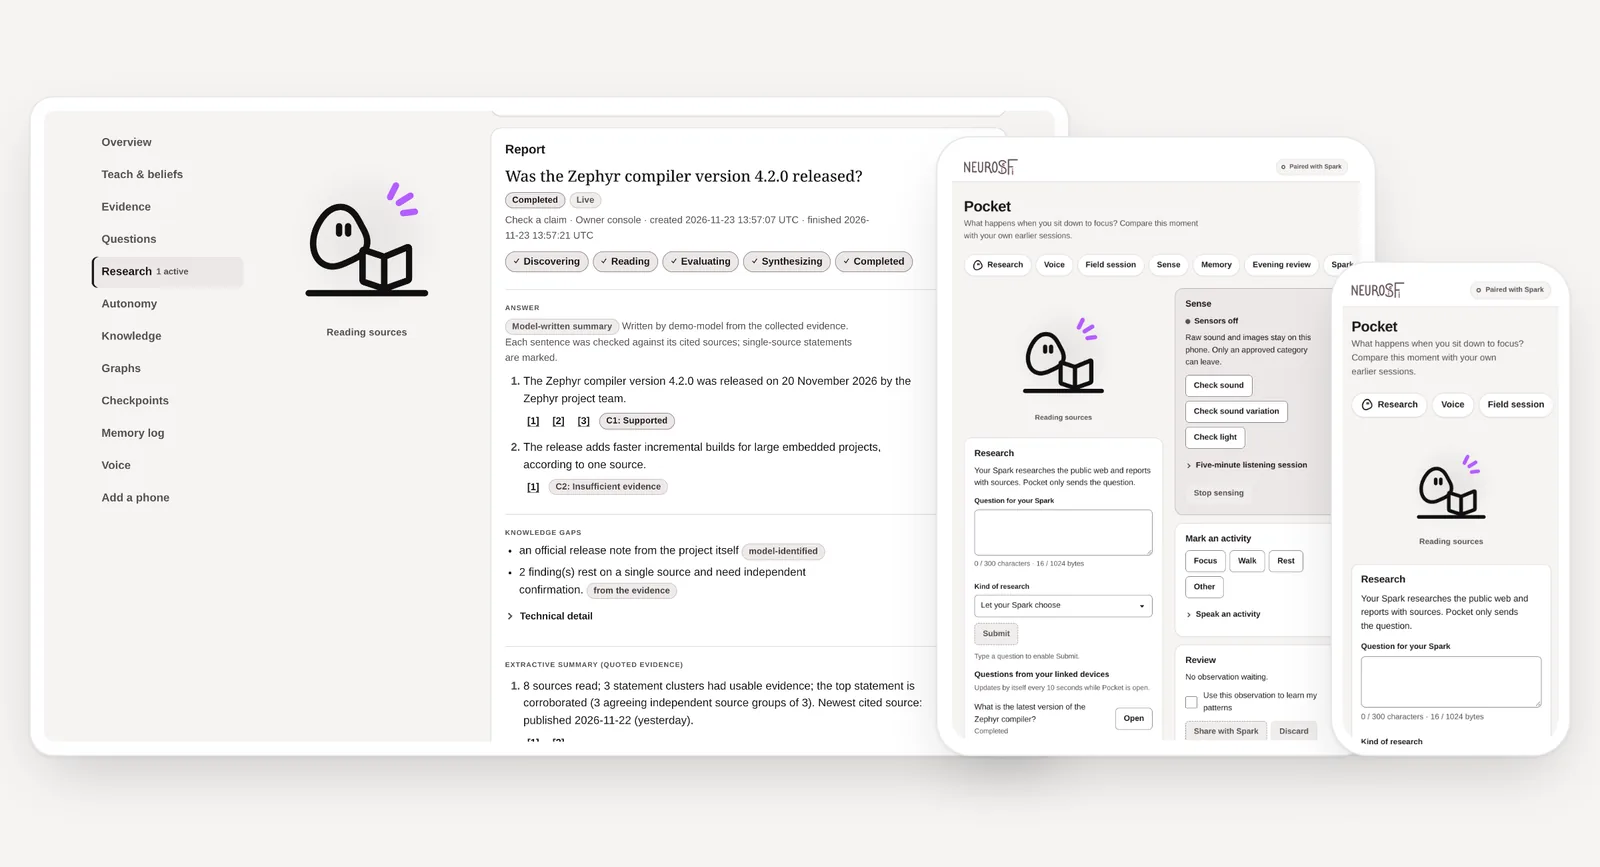 Overview
Teach & beliefs
Evidence
Questions
Research 1 active
Autonomy
Knowledge
Graphs
Checkpoints
Memory log
Voice
Add a phone
Reading sources
Report
Was the Zephyr compiler version 4.2.0 released?
Completed Live
Check a claim · Owner console · created 2026-11-23 13:57:07 UTC · finished 2026-
11-23 13:57:21 UTC
✓ Discovering ✓ Reading ✓ Evaluating ✓ Synthesizing ✓ Completed
ANSWER
Model-written summary Written by demo-model from the collected evidence.
Each sentence was checked against its cited sources; single-source statements
are marked.
1. The Zephyr compiler version 4.2.0 was released on 20 November 2026 by the
Zephyr project team.
[1] [2] [3] C1: Supported
2. The release adds faster incremental builds for large embedded projects,
according to one source.
[1] C2: Insufficient evidence
KNOWLEDGE GAPS
• an official release note from the project itself model-identified
• 2 finding(s) rest on a single source and need independent
confirmation. from the evidence
Technical detail
EXTRACTIVE SUMMARY (QUOTED EVIDENCE)
1. 8 sources read; 3 statement clusters had usable evidence; the top statement is
corroborated (3 agreeing independent source groups of 3). Newest cited source:
published 2026-11-22 (yesterday).
[1] [2]
NEUROSF
Paired with Spark
Pocket
What happens when you sit down to focus? Compare this moment
with your own earlier sessions.
Research Voice Field session Sense Memory Evening review Spark
Reading sources
Research
Your Spark researches the public web and reports
with sources. Pocket only sends the question.
Question for your Spark
0 / 300 characters · 16 / 1024 bytes
Kind of research
Let your Spark choose
Submit
Type a question to enable Submit.
Questions from your linked devices
Updates by itself every 10 seconds while Pocket is open.
What is the latest version of the
Zephyr compiler?
Completed
Open
Sense
Sensors off
Raw sound and images stay on this
phone. Only an approved category
can leave.
Check sound
Check sound variation
Check light
Five-minute listening session
Stop sensing
Mark an activity
Focus Walk Rest
Other
Speak an activity
Review
No observation waiting.
Use this observation to learn my
patterns
Share with Spark Discard
NEUROSF
Paired with Spark
Pocket
What happens when you sit down to focus?
Compare this moment with your own
earlier sessions.
Research Voice Field session
Reading sources
Research
Your Spark researches the public web and
reports with sources. Pocket only sends
the question.
Question for your Spark
0 / 300 characters · 16 / 1024 bytes
Kind of research